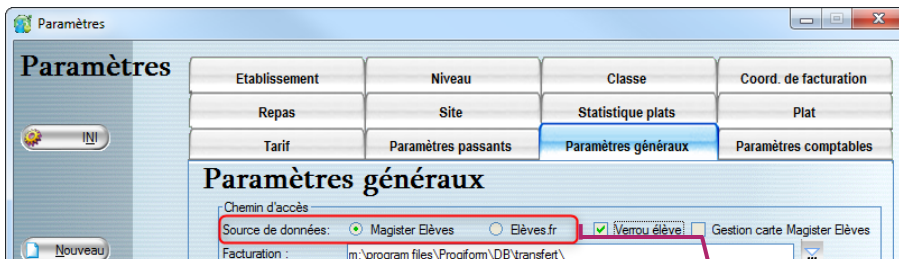 Paramètres
Paramètres
Etablissement
Niveau
Classe
Coord. de facturation
Repas
Site
Statistique plats
Plat
INI
Tarif
Paramètres passants
Paramètres généraux
Paramètres comptables
Paramètres généraux
Chemin d'accès
Source de données: Magister Elèves Elèves.fr Verrou élève Gestion carte Magister Elèves
Nouveau
Facturation : m:\program files\Progiform\DB\transfert\